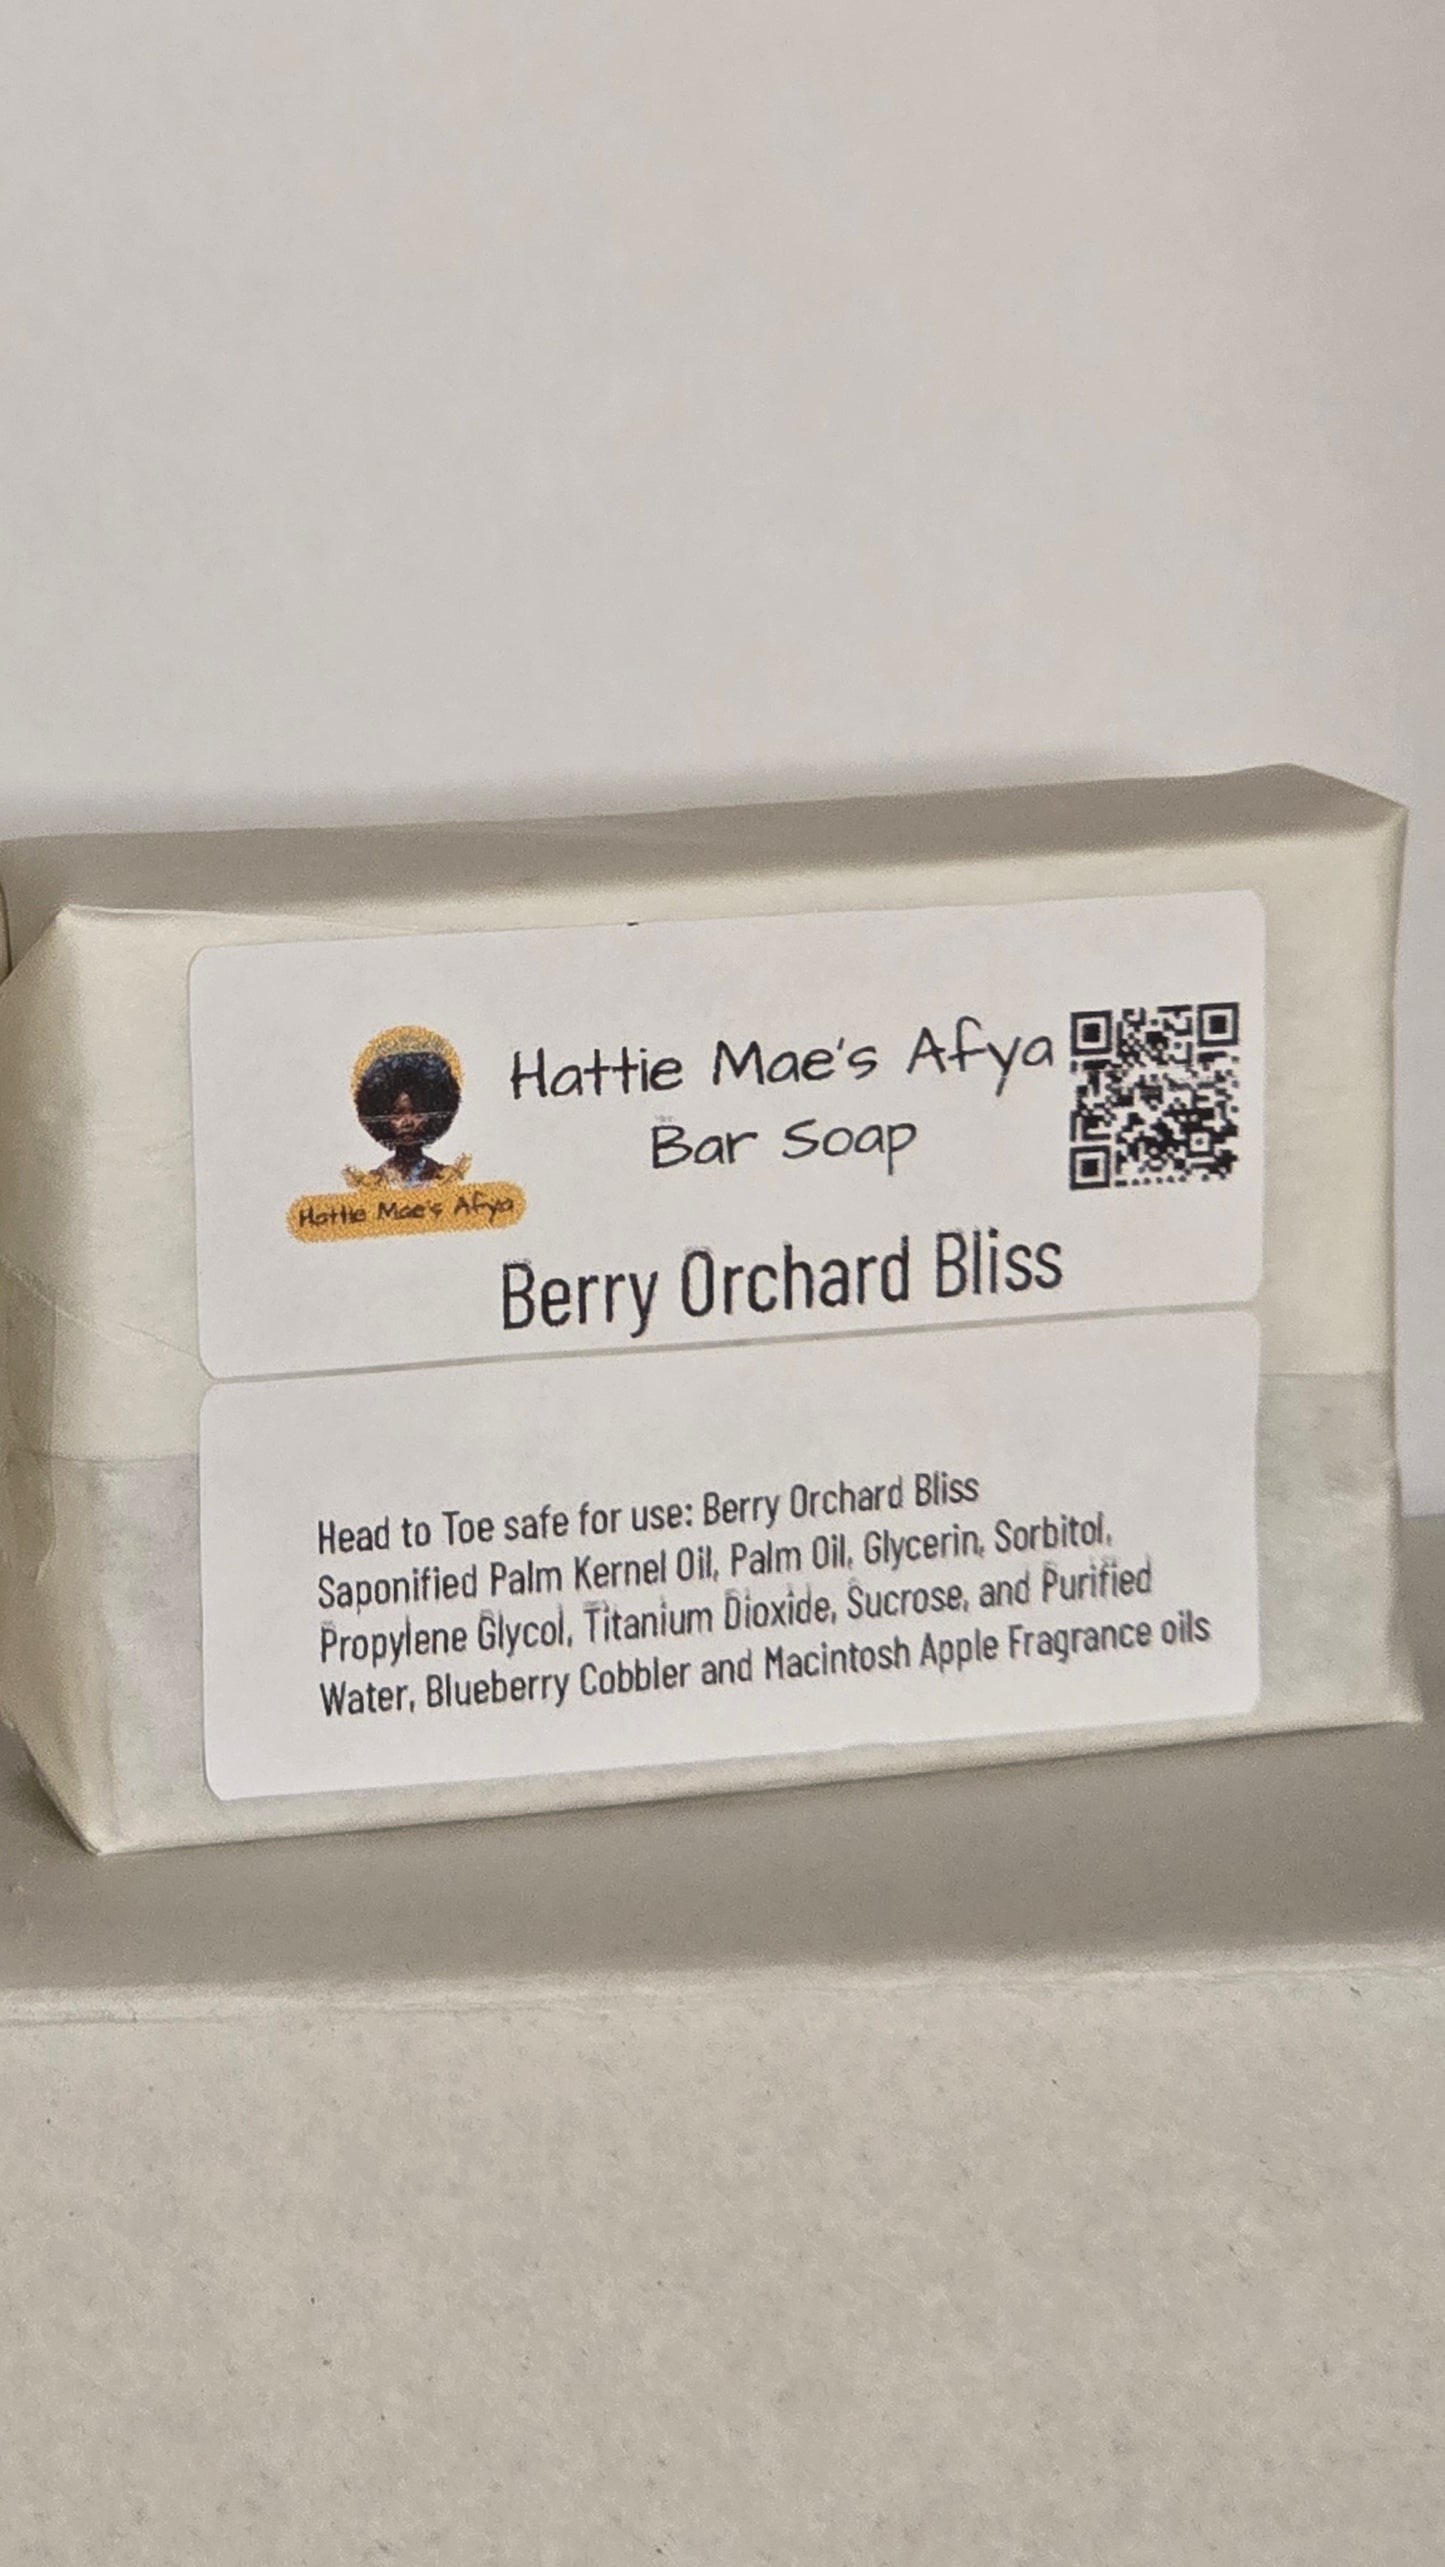 Hattie Mae's Afya
Bar Soap
Hattie Mae's Afya
Berry Orchard Bliss
Head to Toe safe for use: Berry Orchard Bliss
Saponified Palm Kernel Oil, Palm Oil, Glycerin, Sorbitol,
Propylene Glycol, Titanium Dioxide, Sucrose, and Purified
Water, Blueberry Cobbler and Macintosh Apple Fragrance oils